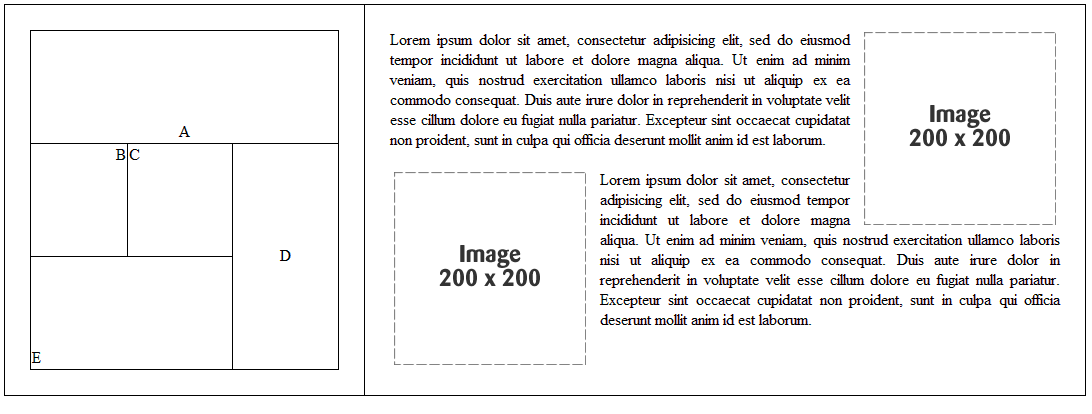 A
B C
D
E
Lorem ipsum dolor sit amet, consectetur adipisicing elit, sed do eiusmod
tempor incididunt ut labore et dolore magna aliqua. Ut enim ad minim
veniam, quis nostrud exercitation ullamco laboris nisi ut aliquip ex ea
commodo consequat. Duis aute irure dolor in reprehenderit in voluptate velit
esse cillum dolore eu fugiat nulla pariatur. Excepteur sint occaecat cupidatat
non proident, sunt in culpa qui officia deserunt mollit anim id est laborum.
Image
200 x 200
Image
200 x 200
Lorem ipsum dolor sit amet, consectetur
adipisicing elit, sed do eiusmod tempor
incididunt ut labore et dolore magna
aliqua. Ut enim ad minim veniam, quis nostrud exercitation ullamco laboris
nisi ut aliquip ex ea commodo consequat. Duis aute irure dolor in
reprehenderit in voluptate velit esse cillum dolore eu fugiat nulla pariatur.
Excepteur sint occaecat cupidatat non proident, sunt in culpa qui officia
deserunt mollit anim id est laborum.